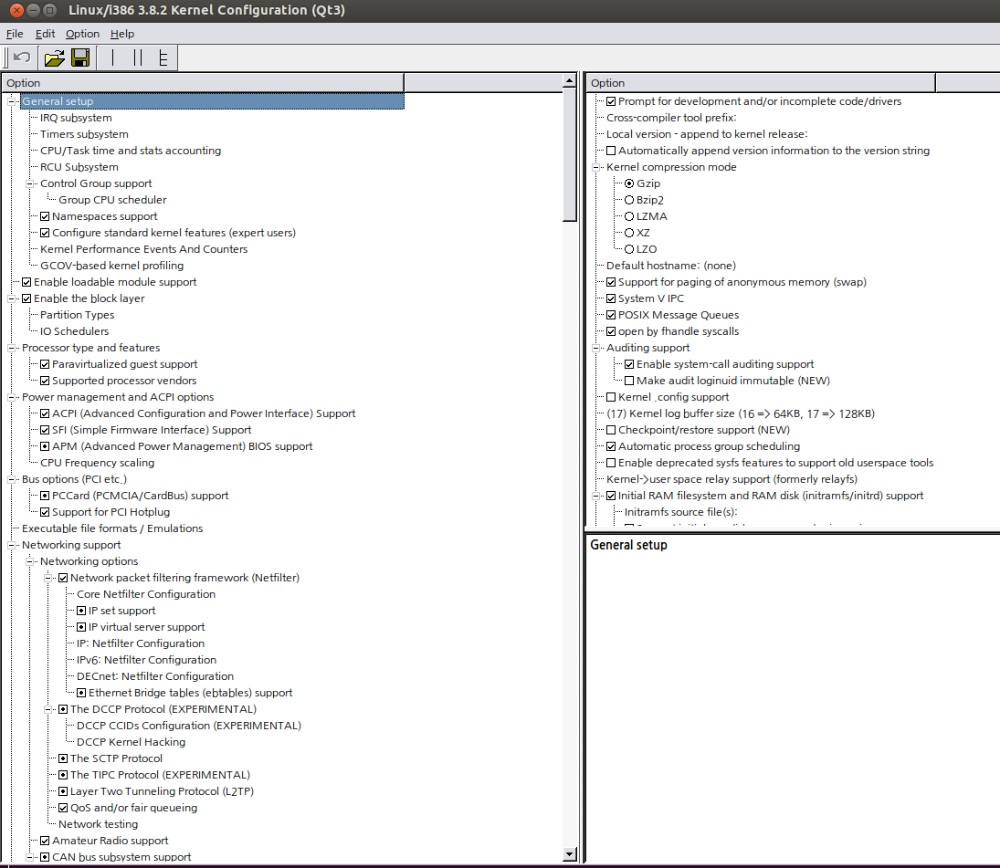 Linux/i386 3.8.2 Kernel Configuration (Qt3)
File Edit Option Help
Option
General setup
IRQ subsystem
Timers subsystem
CPU/Task time and stats accounting
RCU Subsystem
Control Group support
Group CPU scheduler
Namespaces support
Configure standard kernel features (expert users)
Kernel Performance Events And Counters
GCOV-based kernel profiling
Enable loadable module support
Enable the block layer
Partition Types
IO Schedulers
Processor type and features
Paravirtualized guest support
Supported processor vendors
Power management and ACPI options
ACPI (Advanced Configuration and Power Interface) Support
SFI (Simple Firmware Interface) Support
APM (Advanced Power Management) BIOS support
CPU Frequency scaling
Bus options (PCI etc.)
PCCard (PCMCIA/CardBus) support
Support for PCI Hotplug
Executable file formats / Emulations
Networking support
Networking options
Network packet filtering framework (Netfilter)
Core Netfilter Configuration
IP set support
IP virtual server support
IP: Netfilter Configuration
IPv6: Netfilter Configuration
DECnet: Netfilter Configuration
Ethernet Bridge tables (ebtables) support
The DCCP Protocol (EXPERIMENTAL)
DCCP CCIDs Configuration (EXPERIMENTAL)
DCCP Kernel Hacking
The SCTP Protocol
The TIPC Protocol (EXPERIMENTAL)
Layer Two Tunneling Protocol (L2TP)
QoS and/or fair queueing
Network testing
Amateur Radio support
CAN bus subsystem support
Option
Prompt for development and/or incomplete code/drivers
Cross-compiler tool prefix:
Local version - append to kernel release:
Automatically append version information to the version string
Kernel compression mode
Gzip
Bzip2
LZMA
XZ
LZO
Default hostname: (none)
Support for paging of anonymous memory (swap)
System V IPC
POSIX Message Queues
open by fhandle syscalls
Auditing support
Enable system-call auditing support
Make audit loginuid immutable (NEW)
Kernel .config support
(17) Kernel log buffer size (16 => 64KB, 17 => 128KB)
Checkpoint/restore support (NEW)
Automatic process group scheduling
Enable deprecated sysfs features to support old userspace tools
Kernel->user space relay support (formerly relayfs)
Initial RAM filesystem and RAM disk (initramfs/initrd) support
Initramfs source file(s):
General setup